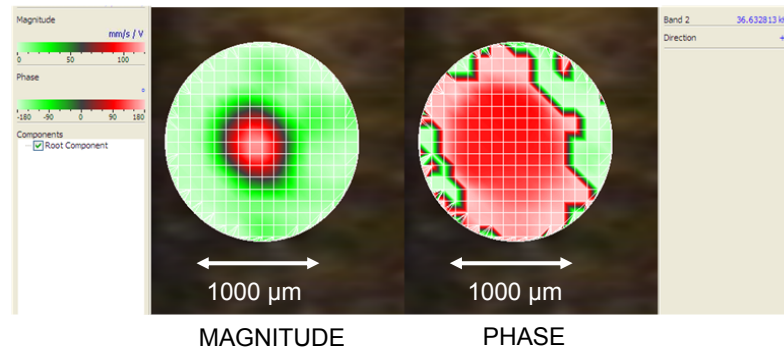 Magnitude
mm/s / V
0 50 100
Phase
°
-180 -90 0 90 180
Components
Root Component
1000 µm
1000 µm
Band 2 36.632813 k
Direction
MAGNITUDE PHASE